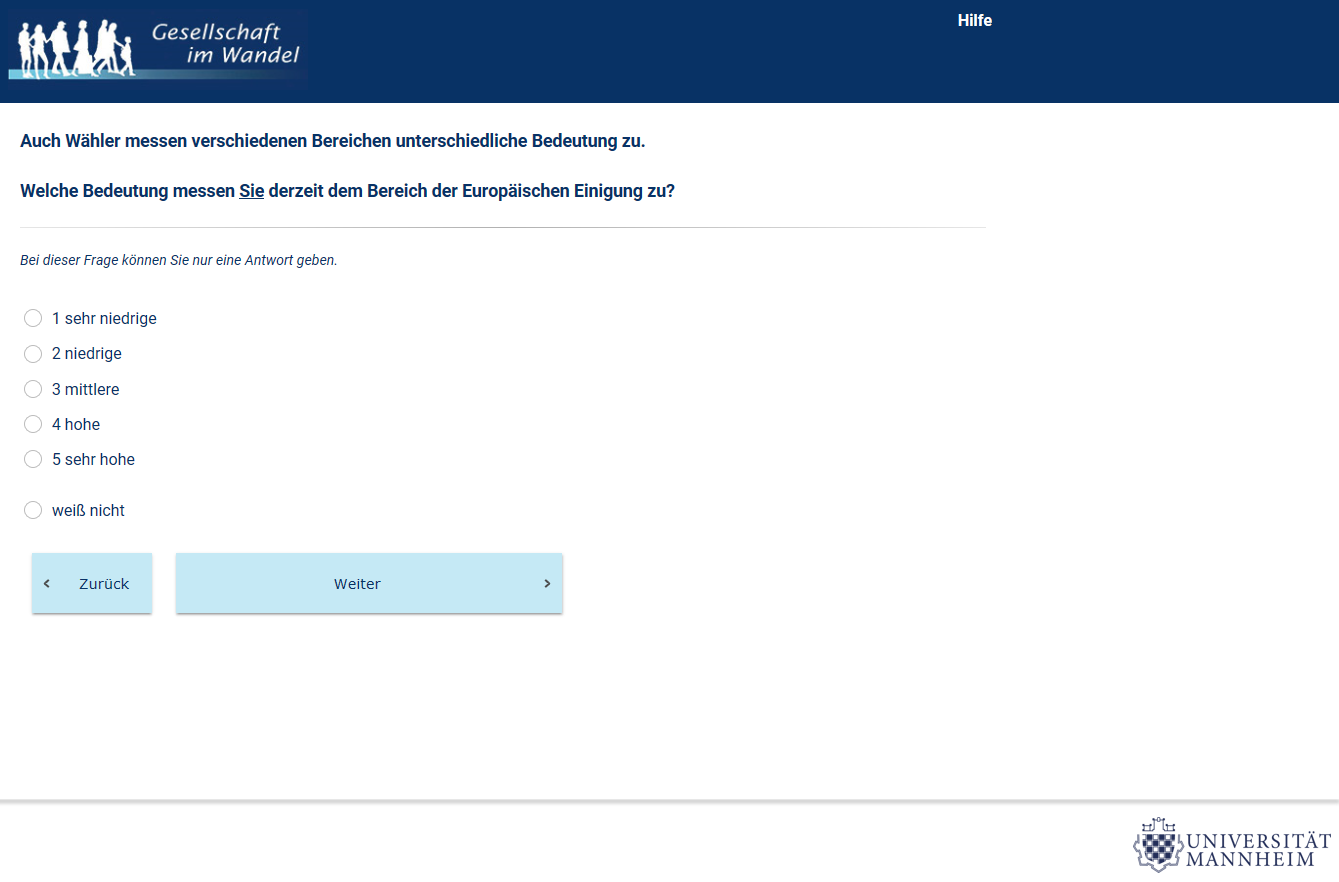 Gesellschaft
im Wandel
Hilfe
Auch Wähler messen verschiedenen Bereichen unterschiedliche Bedeutung zu.
Welche Bedeutung messen Sie derzeit dem Bereich der Europäischen Einigung zu?
Bei dieser Frage können Sie nur eine Antwort geben.
1 sehr niedrige
2 niedrige
3 mittlere
4 hohe
5 sehr hohe
weiß nicht
Zurück
Weiter
UNIVERSITÄT
MANNHEIM